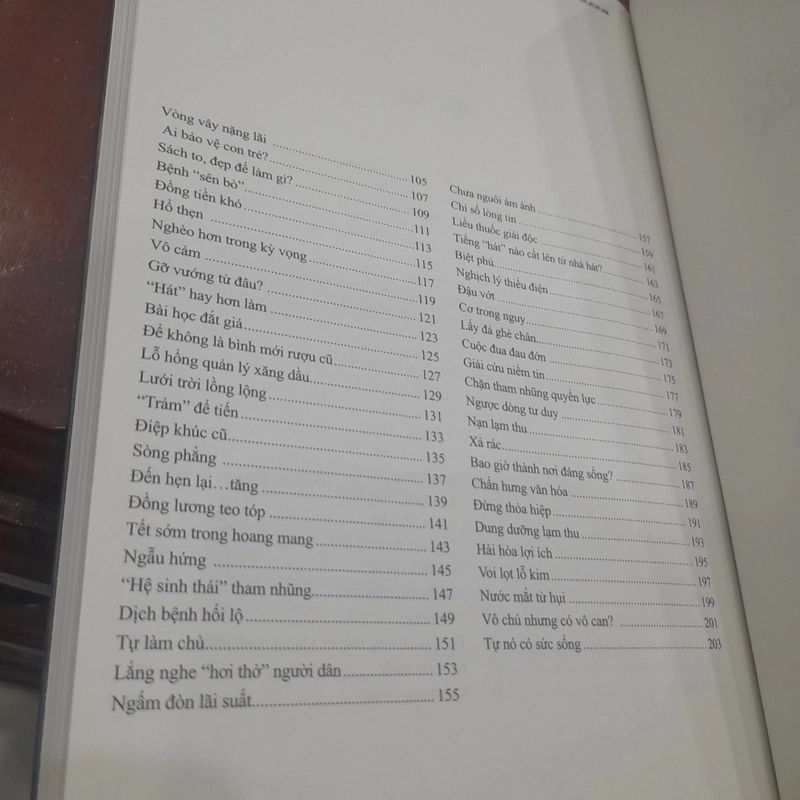 Vòng vây nặng lãi ........ 105
Ai bảo vệ con trẻ? ........ 107
Sách to, đẹp để làm gì? ........ 109
Bệnh “sên bò” ........ 111
Đồng tiền khó ........ 113
Hổ thẹn ........ 115
Nghèo hơn trong kỳ vọng ........ 117
Vô cảm ........ 119
Gỡ vướng từ đâu? ........ 121
“Hát” hay hơn làm ........ 123
Bài học đắt giá ........ 125
Để không là bình mới rượu cũ ........ 127
Lỗ hổng quản lý xăng dầu ........ 129
Lưới trời lồng lộng ........ 131
“Trảm” để tiến ........ 133
Điệp khúc cũ ........ 135
Sòng phẳng ........ 137
Đến hẹn lại…tăng ........ 139
Đồng lương teo tóp ........ 141
Tết sớm trong hoang mang ........ 143
Ngẫu hứng ........ 145
“Hệ sinh thái” tham nhũng ........ 147
Dịch bệnh hối lộ ........ 149
Tự làm chủ ........ 151
Lắng nghe “hơi thở” người dân ........ 153
Ngấm đòn lãi suất ........ 155
Chưa nguôi ám ảnh ........ 157
Chỉ số lòng tin ........ 159
Liều thuốc giải độc ........ 161
Tiếng “hát” nào cất lên từ nhà hát? ........ 163
Biệt phủ ........ 165
Nghịch lý thiếu điện ........ 167
Đậu vớt ........ 169
Cơ trong nguy ........ 171
Lấy đá ghè chân ........ 173
Cuộc đua đau đớn ........ 175
Giải cứu niềm tin ........ 177
Chặn tham nhũng quyền lực ........ 179
Ngược dòng tư duy ........ 181
Nạn lạm thu ........ 183
Xả rác ........ 185
Bao giờ thành nơi đáng sống? ........ 187
Chấn hưng văn hóa ........ 189
Đừng thỏa hiệp ........ 191
Dung dưỡng lạm thu ........ 193
Hài hòa lợi ích ........ 195
Voi lọt lỗ kim ........ 197
Nước mắt từ hụi ........ 199
Vô chủ nhưng có vô can? ........ 201
Tự nó có sức sống ........ 203